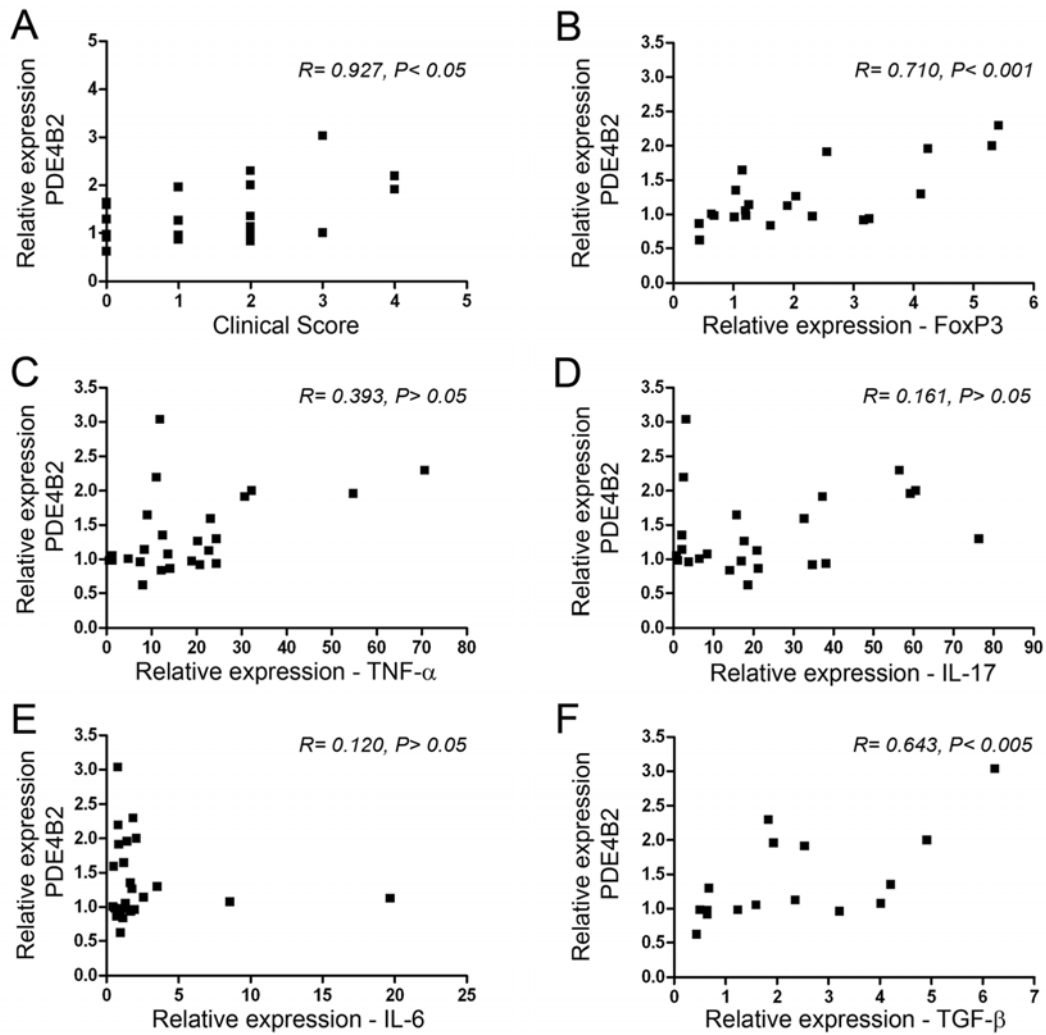 A
Relative expression
PDE4B2
5
4
3
2
1
0
R= 0.927, P< 0.05
0 1 2 3 4 5
Clinical Score
B
Relative expression
PDE4B2
3.5
3.0
2.5
2.0
1.5
1.0
0.5
0.0
R= 0.710, P< 0.001
0 1 2 3 4 5 6
Relative expression - FoxP3
C
Relative expression
PDE4B2
3.5
3.0
2.5
2.0
1.5
1.0
0.5
0.0
R= 0.393, P> 0.05
0 10 20 30 40 50 60 70 80
Relative expression - TNF-α
D
Relative expression
PDE4B2
3.5
3.0
2.5
2.0
1.5
1.0
0.5
0.0
R= 0.161, P> 0.05
0 10 20 30 40 50 60 70 80 90
Relative expression - IL-17
E
Relative expression
PDE4B2
3.5
3.0
2.5
2.0
1.5
1.0
0.5
0.0
R= 0.120, P> 0.05
0 5 10 15 20 25
Relative expression - IL-6
F
Relative expression
PDE4B2
3.5
3.0
2.5
2.0
1.5
1.0
0.5
0.0
R= 0.643, P< 0.005
0 1 2 3 4 5 6 7
Relative expression - TGF-β